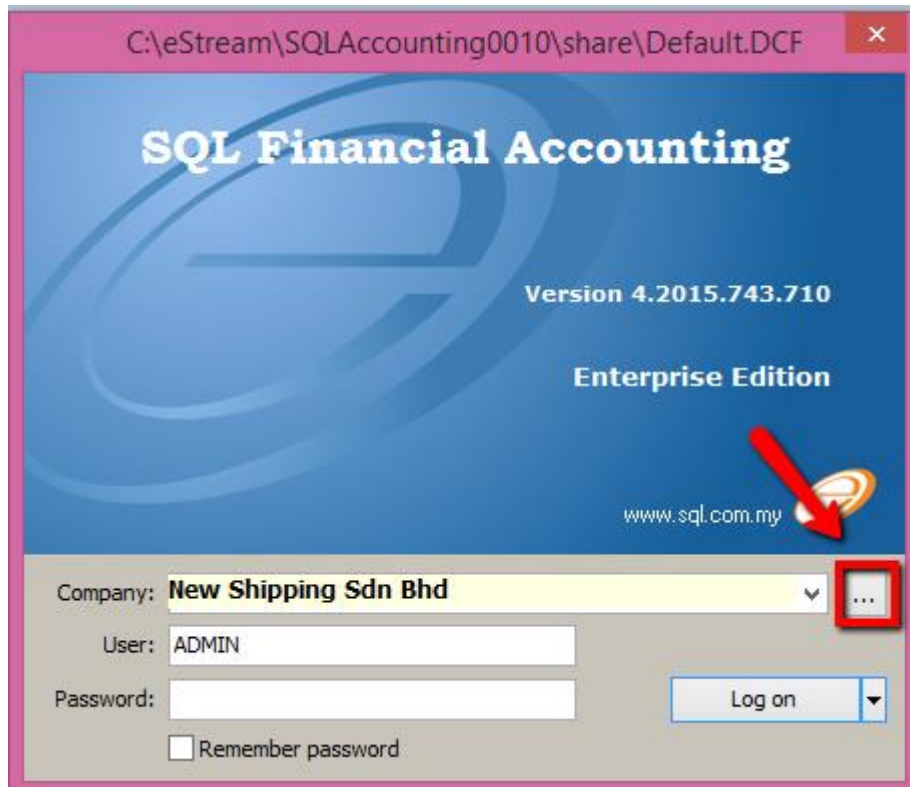 C:\eStream\SQLAccounting0010\share\Default.DCF
SQL Financial Accounting
Version 4.2015.743.710
Enterprise Edition
www.sql.com.my
Company: New Shipping Sdn Bhd ...
User: ADMIN
Password: Log on
Remember password